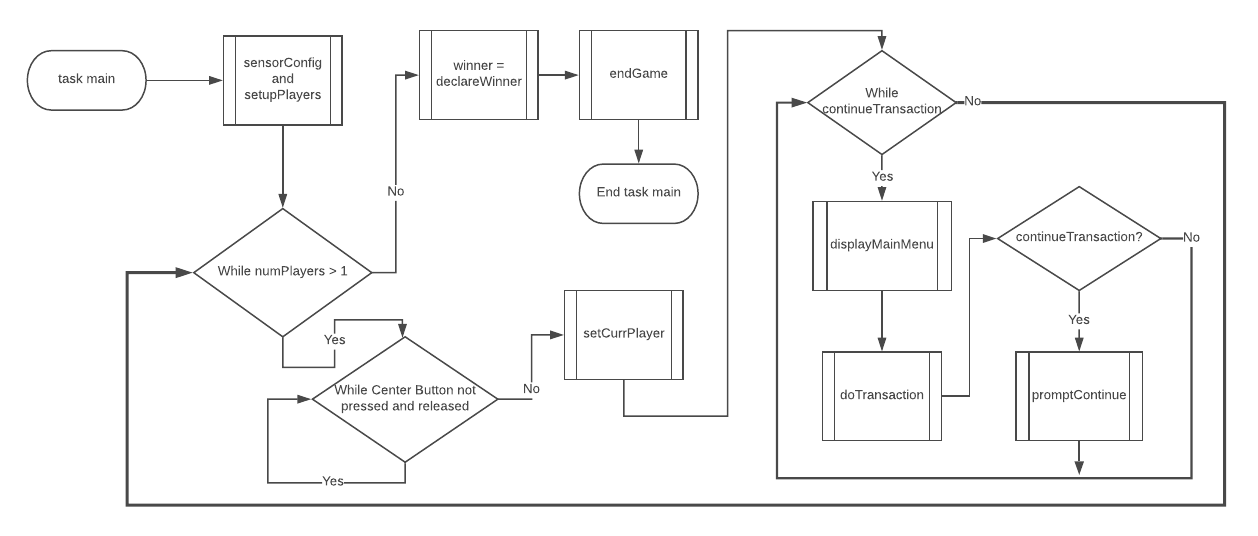 task main
sensorConfig
and
setupPlayers
winner =
declareWinner
endGame
End task main
No
While numPlayers > 1
Yes
While Center Button not
pressed and released
Yes
No
setCurrPlayer
While
continueTransaction
No
Yes
displayMainMenu
doTransaction
continueTransaction?
No
Yes
promptContinue